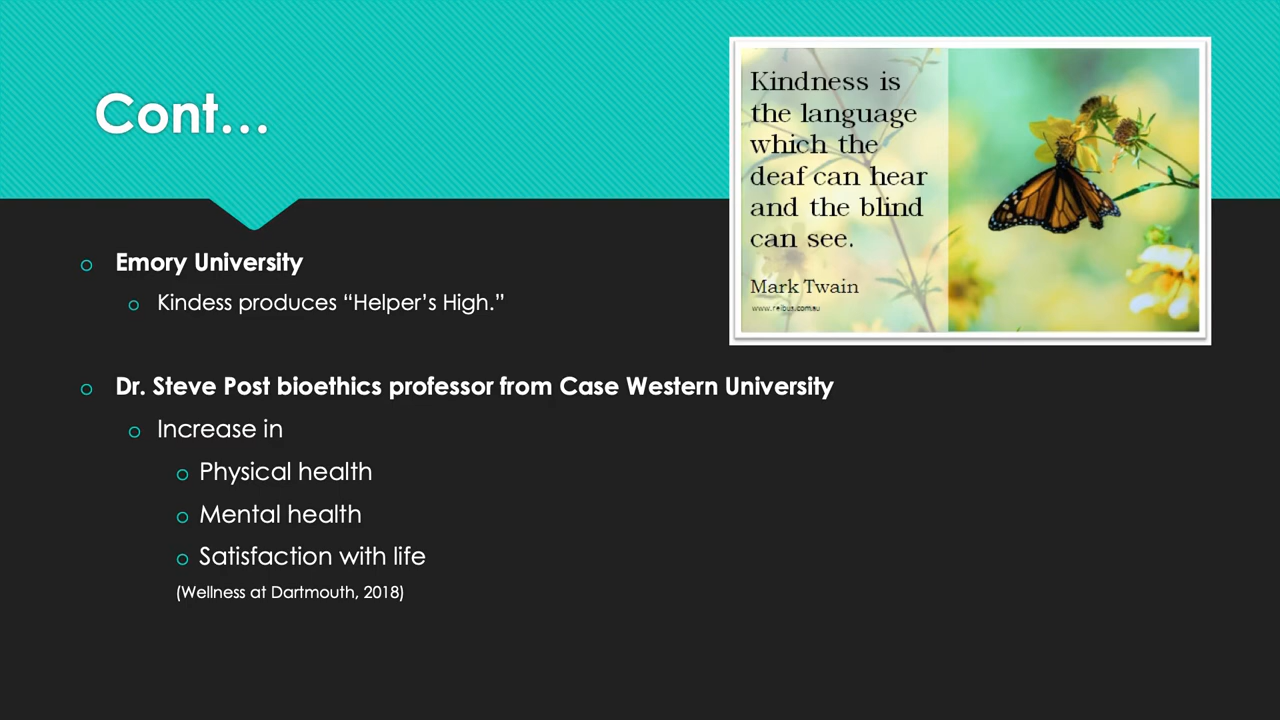 Cont...
Kindness is
the language
which the
deaf can hear
and the blind
can see.
Mark Twain
www.reibus.com.au
Emory University
Kindess produces “Helper’s High.”
Dr. Steve Post bioethics professor from Case Western University
Increase in
Physical health
Mental health
Satisfaction with life
(Wellness at Dartmouth, 2018)